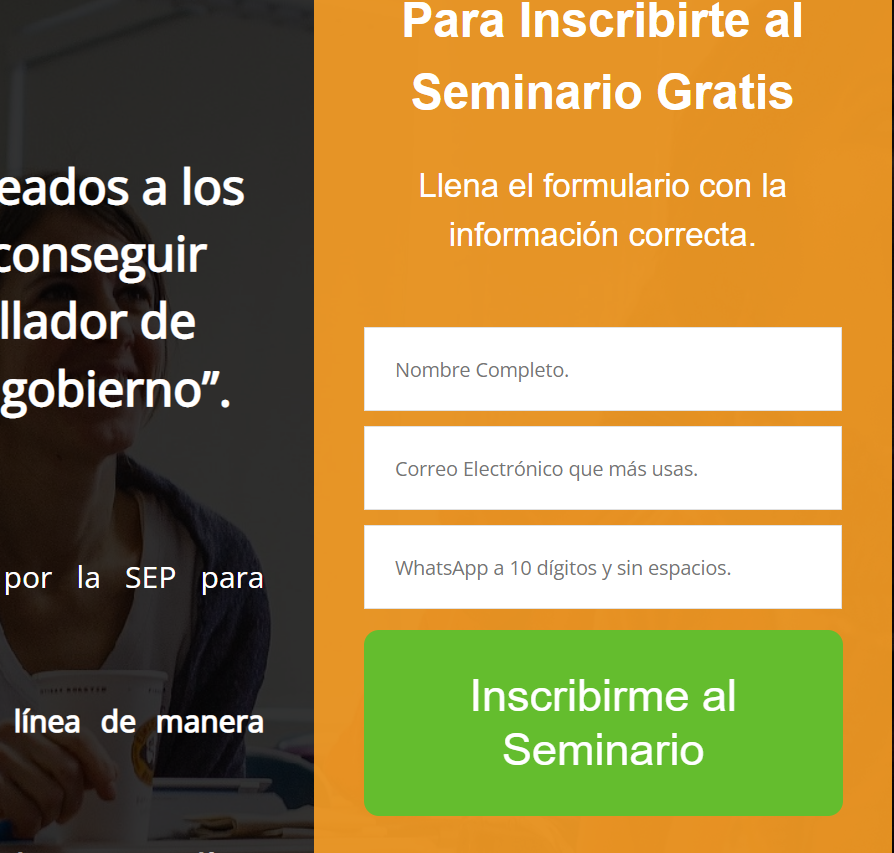 eados a los
conseguir
llador de
gobierno”.
por la SEP para
línea de manera
Para Inscribirte al
Seminario Gratis
Llena el formulario con la
información correcta.
Nombre Completo.
Correo Electrónico que más usas.
WhatsApp a 10 dígitos y sin espacios.
Inscribirme al
Seminario